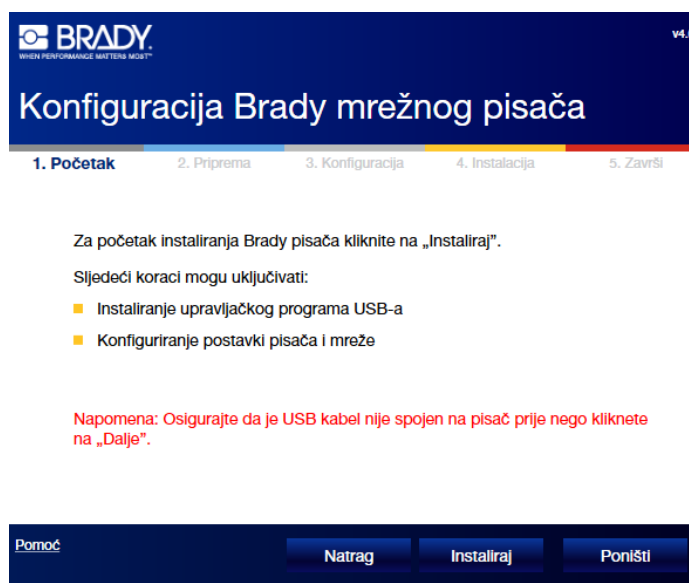 BRADY.
WHEN PERFORMANCE MATTERS MOST™
Konfiguracija Brady mrežnog pisača
1. Početak
2. Priprema
3. Konfiguracija
4. Instalacija
5. Završi
Za početak instaliranja Brady pisača kliknite na „Instaliraj”.
Sljedeći koraci mogu uključivati:
Instaliranje upravljačkog programa USB-a
Konfiguriranje postavki pisača i mreže
Napomena: Osigurajte da je USB kabel nije spojen na pisač prije nego kliknete
na „Dalje”.
Pomoć
Natrag
Instaliraj
Poništi